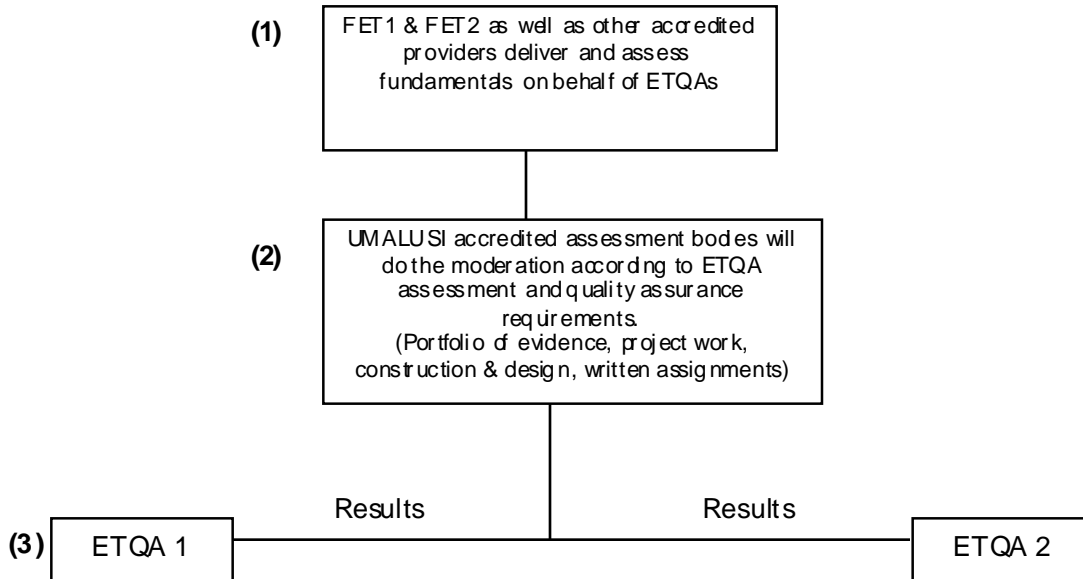 (1)
FET1 & FET2 as well as other accredited
providers deliver and assess
fundamentals on behalf of ETQAs
(2)
UMALUSI accredited assessment bodies will
do the moderation according to ETQA
assessment and quality assurance
requirements.
(Portfolio of evidence, project work,
construction & design, written assignments)
Results
Results
(3)
ETQA 1
ETQA 2